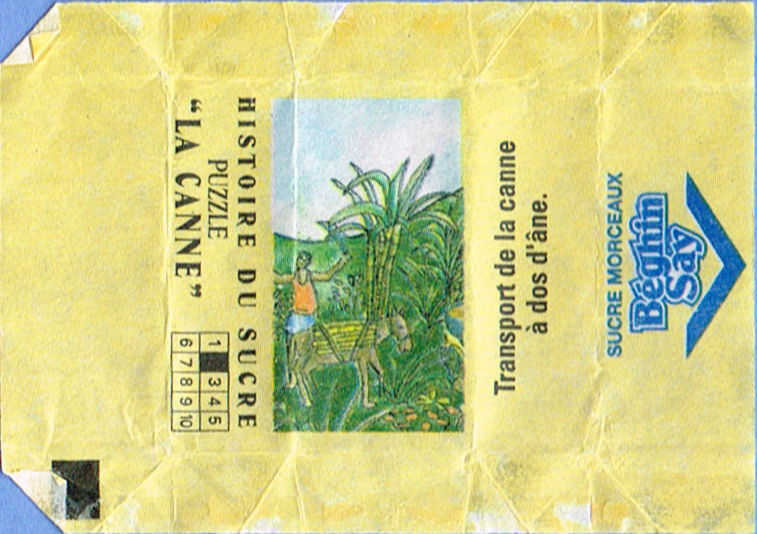 HISTOIRE DU SUCRE
PUZZLE
"LA CANNE"
1 3 4 5
6 7 8 9 10
Transport de la canne
à dos d'âne.
SUCRE MORCEAUX
Béghin
Say